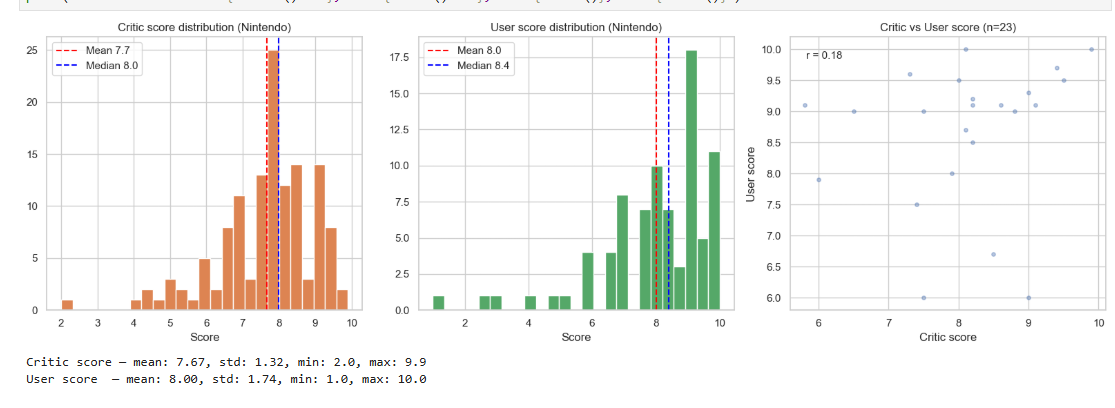 Critic score distribution (Nintendo)
25
20
15
10
5
0
2 3 4 5 6 7 8 9 10
Score
Mean 7.7
Median 8.0
User score distribution (Nintendo)
17.5
15.0
12.5
10.0
7.5
5.0
2.5
0.0
2 4 6 8 10
Score
Mean 8.0
Median 8.4
Critic vs User score (n=23)
r = 0.18
User score
10.0
9.5
9.0
8.5
8.0
7.5
7.0
6.5
6.0
6 7 8 9 10
Critic score
Critic score — mean: 7.67, std: 1.32, min: 2.0, max: 9.9
User score — mean: 8.00, std: 1.74, min: 1.0, max: 10.0